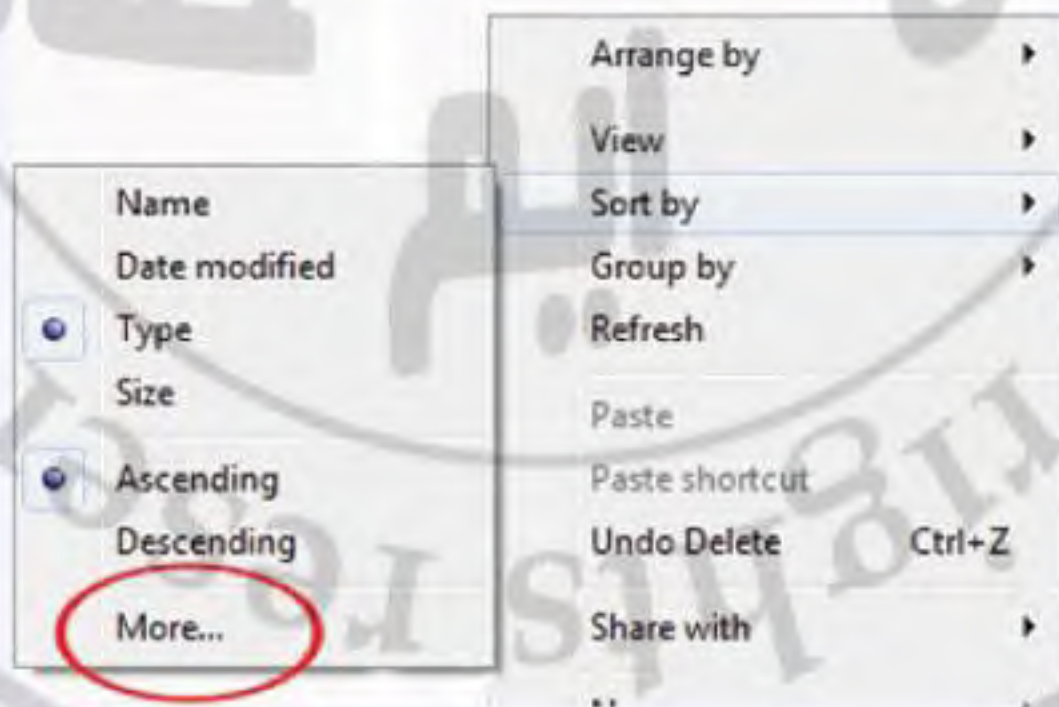 Arrange by
View
Sort by
Group by
Refresh
Paste
Paste shortcut
Undo Delete Ctrl+Z
Share with
Name
Date modified
Type
Size
Ascending
Descending
More...